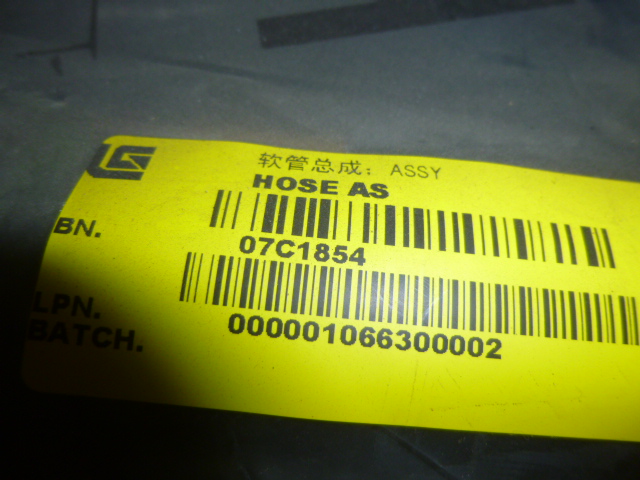 软管总成；ASSY
HOSE AS
BN.
07C1854
LPN.
000001066300002
BATCH.